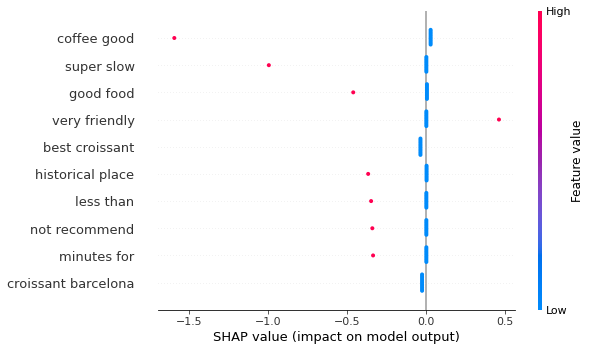 High
coffee good
super slow
good food
very friendly
best croissant
historical place
less than
not recommend
minutes for
croissant barcelona
Feature value
Low
−1.5 −1.0 −0.5 0.0 0.5
SHAP value (impact on model output)